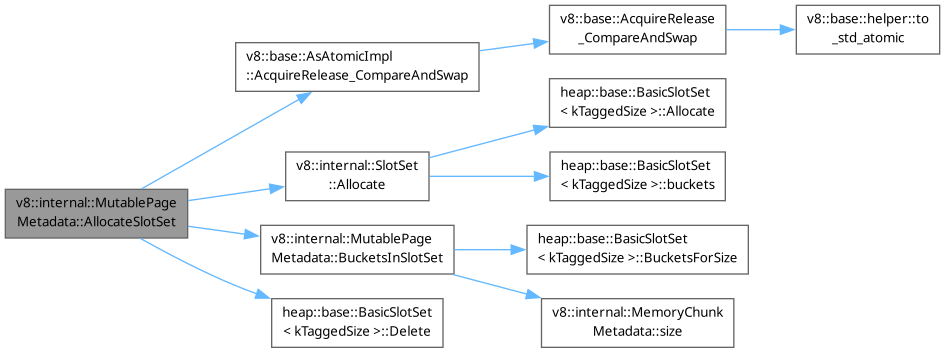 v8::internal::MutablePage
Metadata::AllocateSlotSet
v8::base::AsAtomicImpl
::AcquireRelease_CompareAndSwap
v8::base::AcquireRelease
_CompareAndSwap
v8::base::helper::to
_std_atomic
v8::internal::SlotSet
::Allocate
heap::base::BasicSlotSet
< kTaggedSize >::Allocate
heap::base::BasicSlotSet
< kTaggedSize >::buckets
v8::internal::MutablePage
Metadata::BucketsInSlotSet
heap::base::BasicSlotSet
< kTaggedSize >::BucketsForSize
v8::internal::MemoryChunk
Metadata::size
heap::base::BasicSlotSet
< kTaggedSize >::Delete